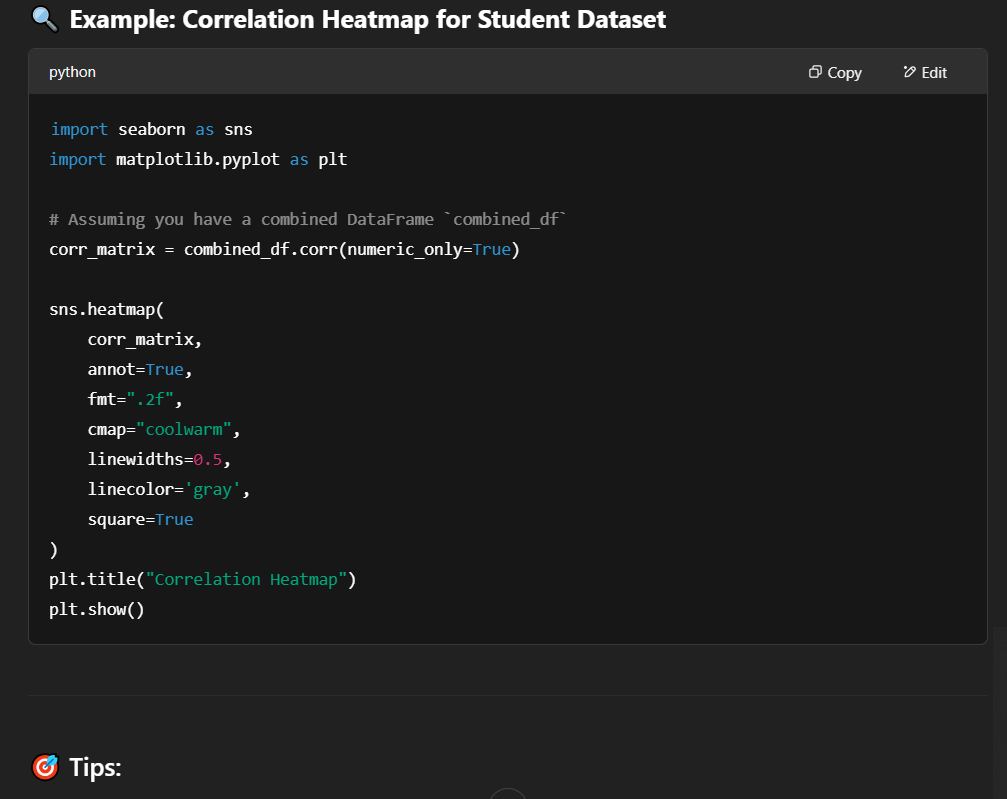 Example: Correlation Heatmap for Student Dataset
python
Copy
Edit
import seaborn as sns
import matplotlib.pyplot as plt
# Assuming you have a combined DataFrame `combined_df`
corr_matrix = combined_df.corr(numeric_only=True)
sns.heatmap(
    corr_matrix,
    annot=True,
    fmt=".2f",
    cmap="coolwarm",
    linewidths=0.5,
    linecolor='gray',
    square=True
)
plt.title("Correlation Heatmap")
plt.show()
Tips: